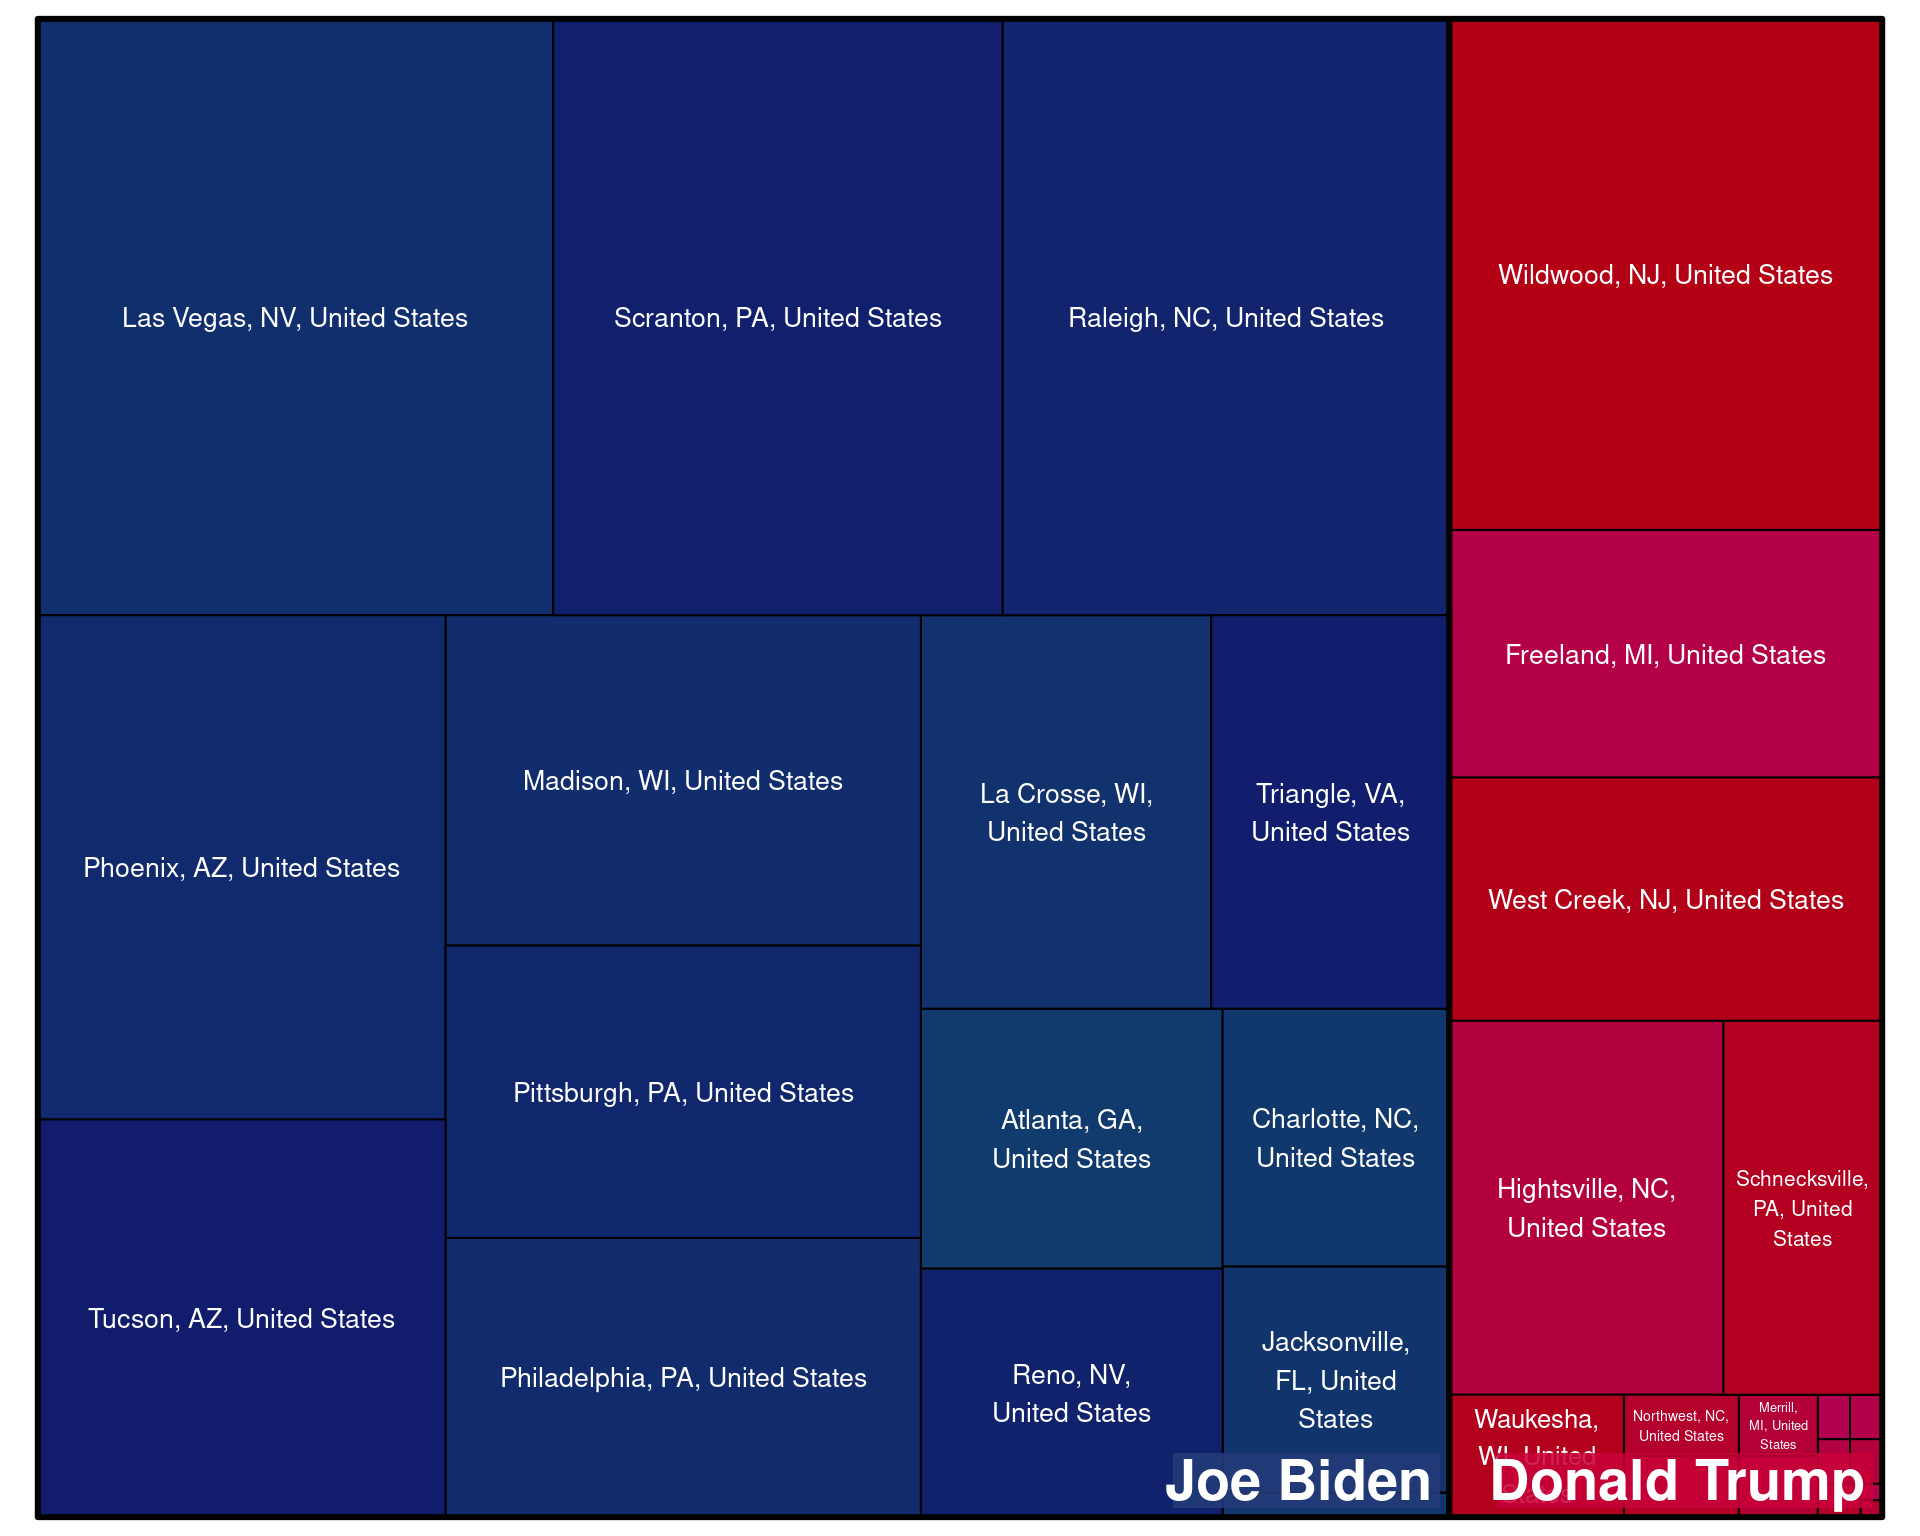 Las Vegas, NV, United States
Scranton, PA, United States
Raleigh, NC, United States
Wildwood, NJ, United States
Freeland, MI, United States
Phoenix, AZ, United States
Madison, WI, United States
La Crosse, WI,
United States
Triangle, VA,
United States
West Creek, NJ, United States
Pittsburgh, PA, United States
Atlanta, GA,
United States
Charlotte, NC,
United States
Hightsville, NC,
United States
Schnecksville,
PA, United
States
Tucson, AZ, United States
Philadelphia, PA, United States
Reno, NV,
United States
Jacksonville,
FL, United
States
Waukesha,
WI, United
States
Northwest, NC,
United States
Merrill,
MI, United
States
Joe Biden
Donald Trump